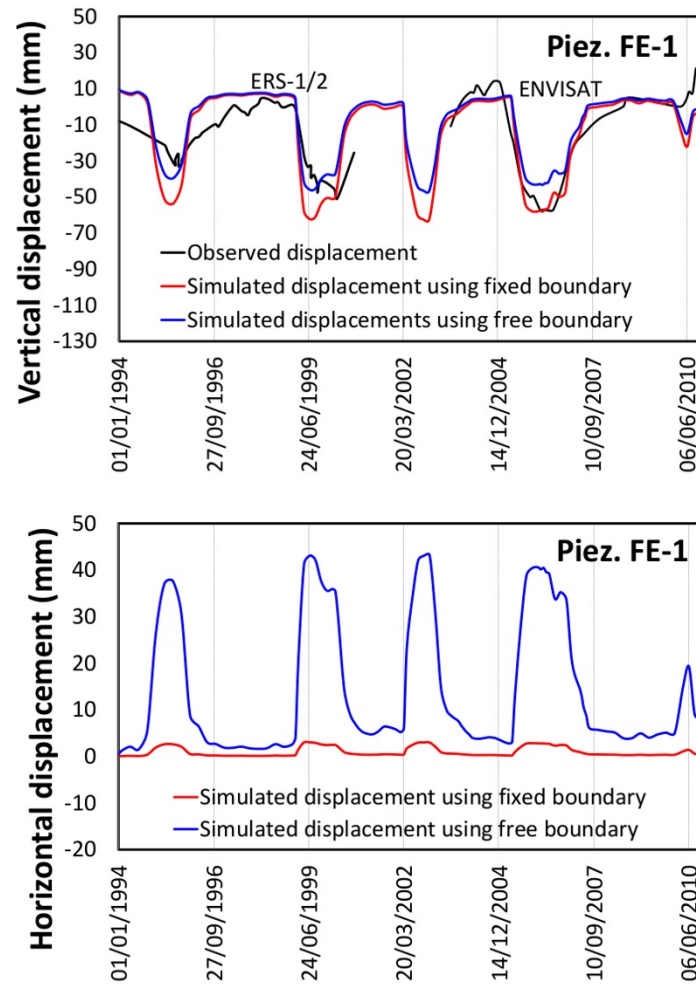 Vertical displacement (mm)
50
10
-10
-30
-50
-70
-90
-110
-130
Piez. FE-1
ERS-1/2
ENVISAT
Observed displacement
Simulated displacement using fixed boundary
Simulated displacements using free boundary
01/01/1994
27/09/1996
24/06/1999
20/03/2002
14/12/2004
10/09/2007
06/06/2010
Horizontal displacement (mm)
50
40
30
20
10
0
-10
-20
Piez. FE-1
Simulated displacement using fixed boundary
Simulated displacement using free boundary
01/01/1994
27/09/1996
24/06/1999
20/03/2002
14/12/2004
10/09/2007
06/06/2010